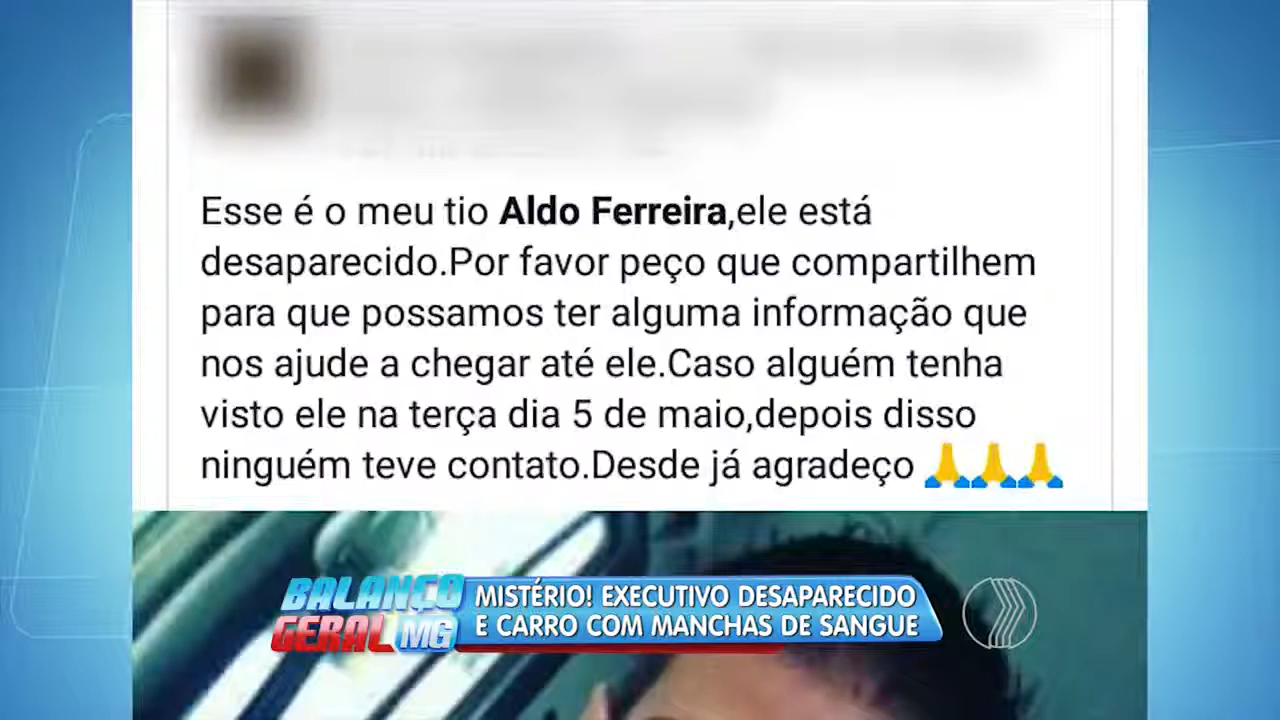 Esse é o meu tio Aldo Ferreira,ele está
desaparecido.Por favor peço que compartilhem
para que possamos ter alguma informação que
nos ajude a chegar até ele.Caso alguém tenha
visto ele na terça dia 5 de maio,depois disso
ninguém teve contato.Desde já agradeço 🙏🙏🙏
BALANÇO
GERAL MG
MISTÉRIO! EXECUTIVO DESAPARECIDO
E CARRO COM MANCHAS DE SANGUE